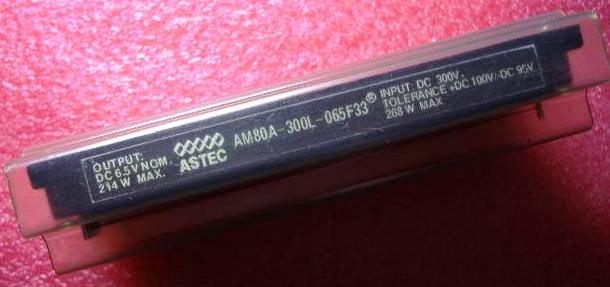 OUTPUT:
DC 6.5V NOM.
214 W MAX.
ASTEC
AM80A-300L-065F33®
INPUT: DC 300V.
TOLERANCE +DC 100V/-DC 95V.
268 W MAX